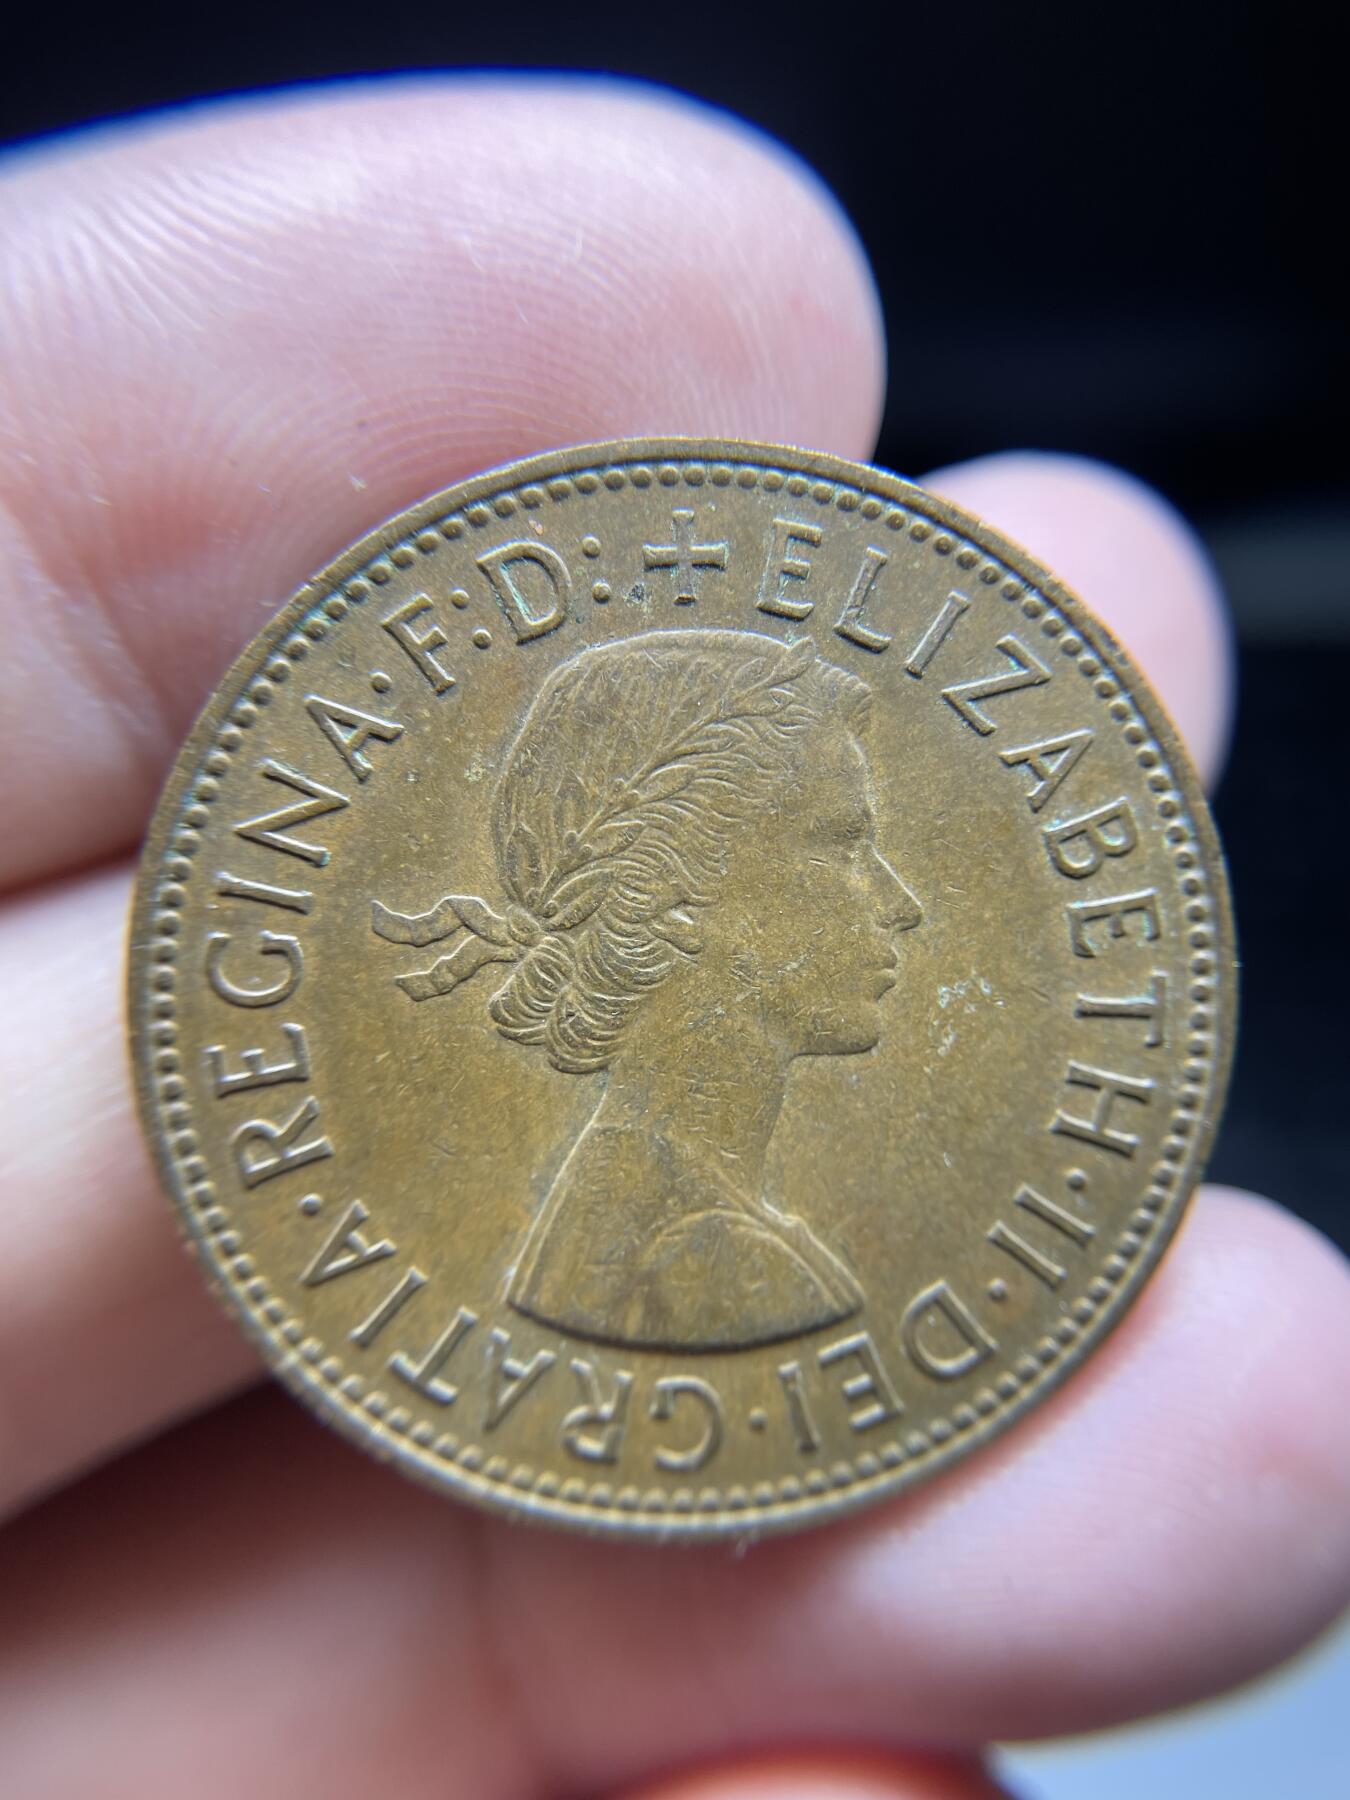 + ELIZABETH · II · DEI · GRATIA · REGINA · F: D: